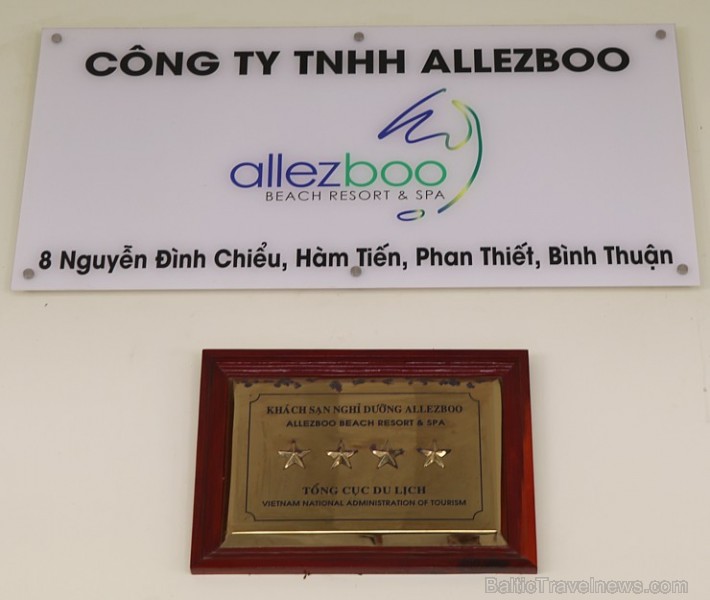 CÔNG TY TNHH ALLEZBOO
allezboo
BEACH RESORT & SPA
8 Nguyễn Đình Chiểu, Hàm Tiến, Phan Thiết, Bình Thuận
KHÁCH SẠN NGHỈ DƯỠNG ALLEZBOO
ALLEZBOO BEACH RESORT & SPA
TỔNG CỤC DU LỊCH
VIETNAM NATIONAL ADMINISTRATION OF TOURISM
BalticTravelnews.com